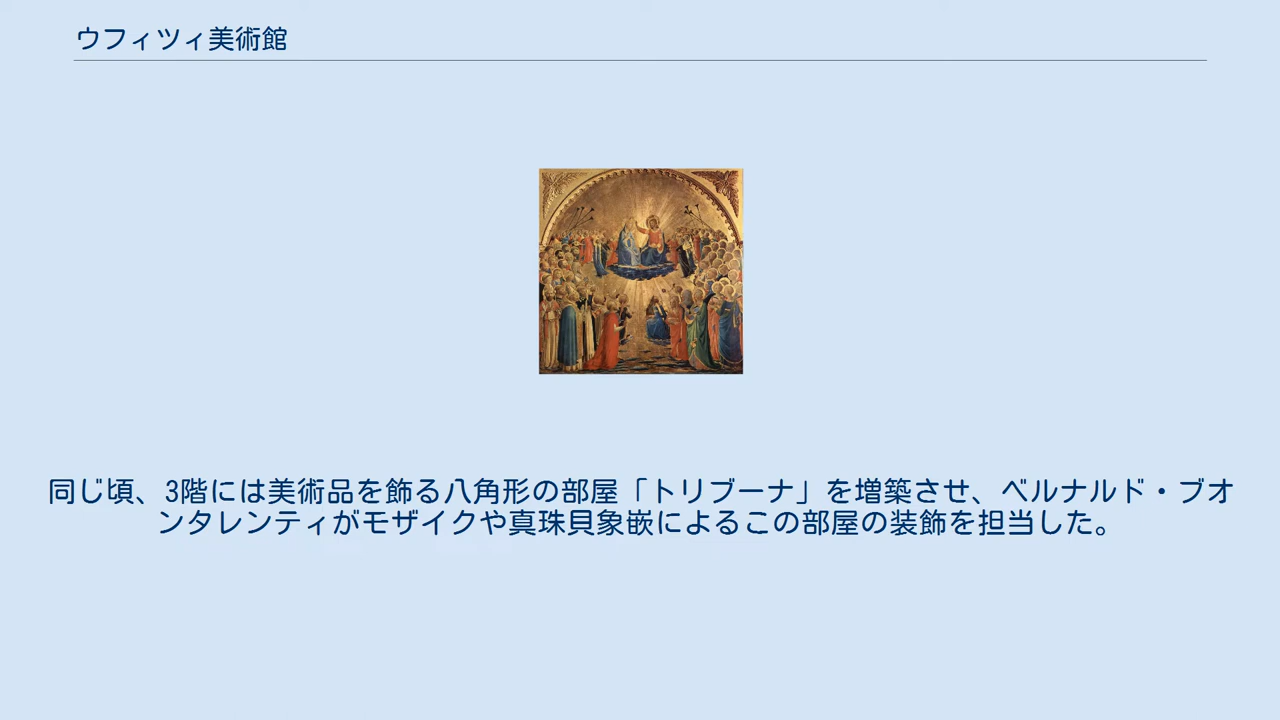 ウフィツィ美術館
同じ頃、3階には美術品を飾る八角形の部屋「トリブーナ」を増築させ、ベルナルド・ブオ
ンタレンティがモザイクや真珠貝象嵌によるこの部屋の装飾を担当した。